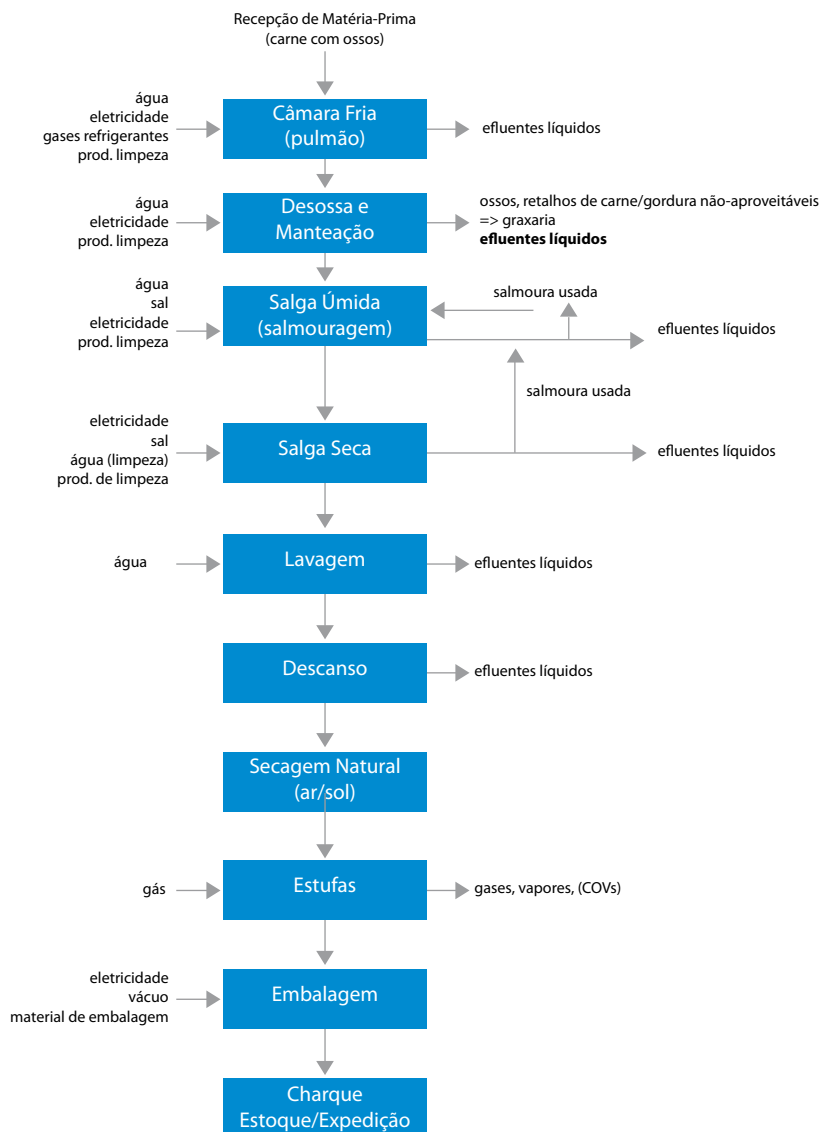 Recepção de Matéria-Prima
(carne com ossos)
água
eletricidade
gases refrigerantes
prod. limpeza
Câmara Fria
(pulmão)
efluentes líquidos
água
eletricidade
prod. limpeza
Desossa e
Manteação
ossos, retalhos de carne/gordura não-aproveitáveis
=> graxaria
efluentes líquidos
água
sal
eletricidade
prod. limpeza
Salga Úmida
(salmouragem)
salmoura usada
efluentes líquidos
salmoura usada
eletricidade
sal
água (limpeza)
prod. de limpeza
Salga Seca
efluentes líquidos
água
Lavagem
efluentes líquidos
Descanso
efluentes líquidos
Secagem Natural
(ar/sol)
gás
Estufas
gases, vapores, (COVs)
eletricidade
vácuo
material de embalagem
Embalagem
Charque
Estoque/Expedição